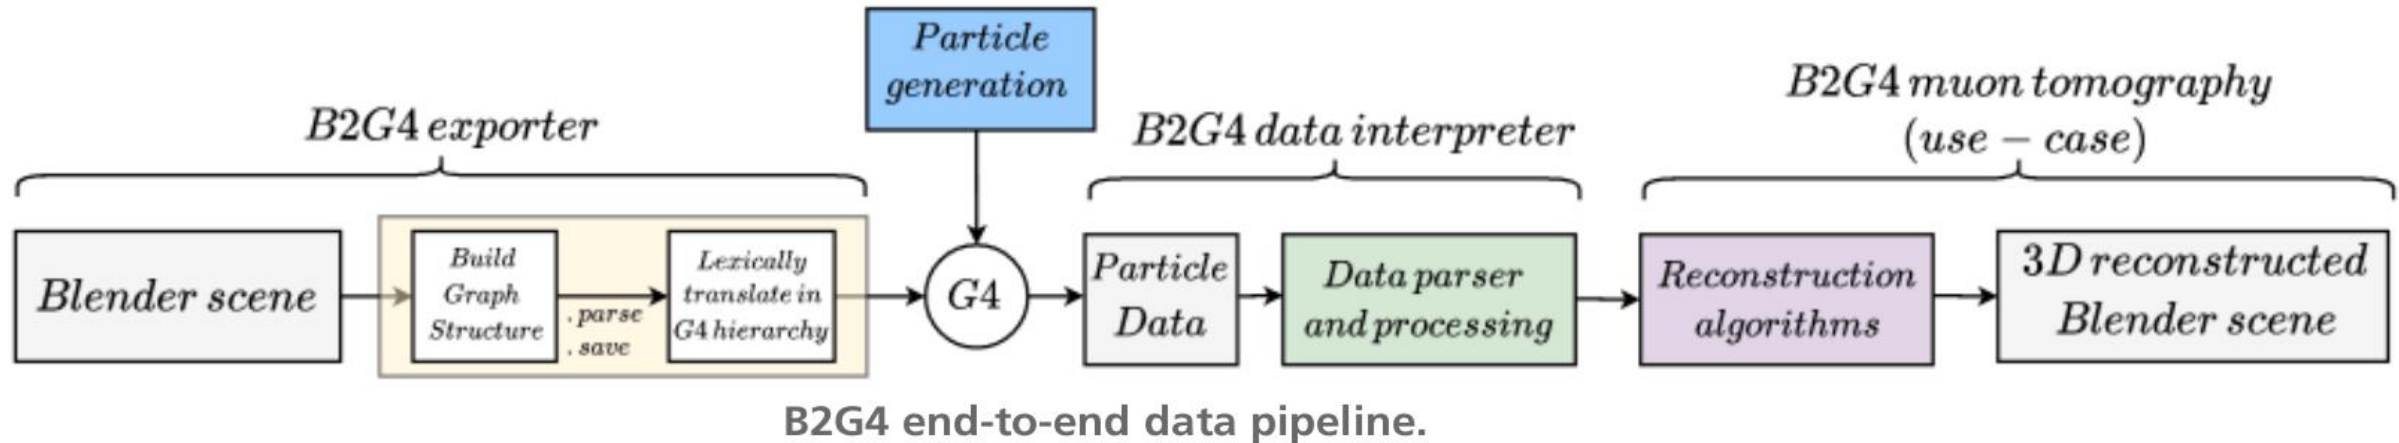 Particle
generation
B2G4 exporter
B2G4 data interpreter
B2G4 muon tomography
(use – case)
Blender scene
Build
Graph
Structure
. parse
. save
Lexically
translate in
G4 hierarchy
G4
Particle
Data
Data parser
and processing
Reconstruction
algorithms
3D reconstructed
Blender scene
B2G4 end-to-end data pipeline.